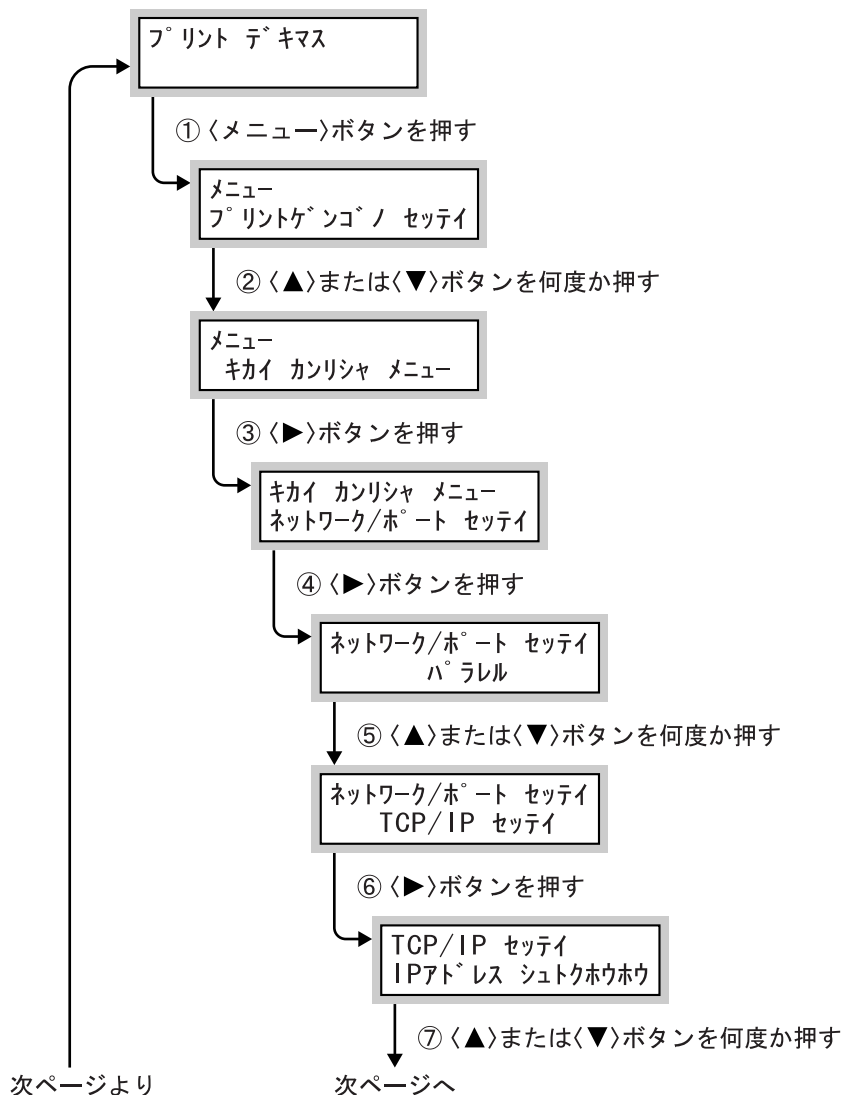 プリント デキマス
①〈メニュー〉ボタンを押す
メニュー
プリントゲンゴノ セッテイ
②〈▲〉または〈▼〉ボタンを何度か押す
メニュー
キカイ カンリシャ メニュー
③〈▶〉ボタンを押す
キカイ カンリシャ メニュー
ネットワーク/ポート セッテイ
④〈▶〉ボタンを押す
ネットワーク/ポート セッテイ
パラレル
⑤〈▲〉または〈▼〉ボタンを何度か押す
ネットワーク/ポート セッテイ
TCP/IP セッテイ
⑥〈▶〉ボタンを押す
TCP/IP セッテイ
IPアドレス シュトクホウホウ
⑦〈▲〉または〈▼〉ボタンを何度か押す
次ページより
次ページへ